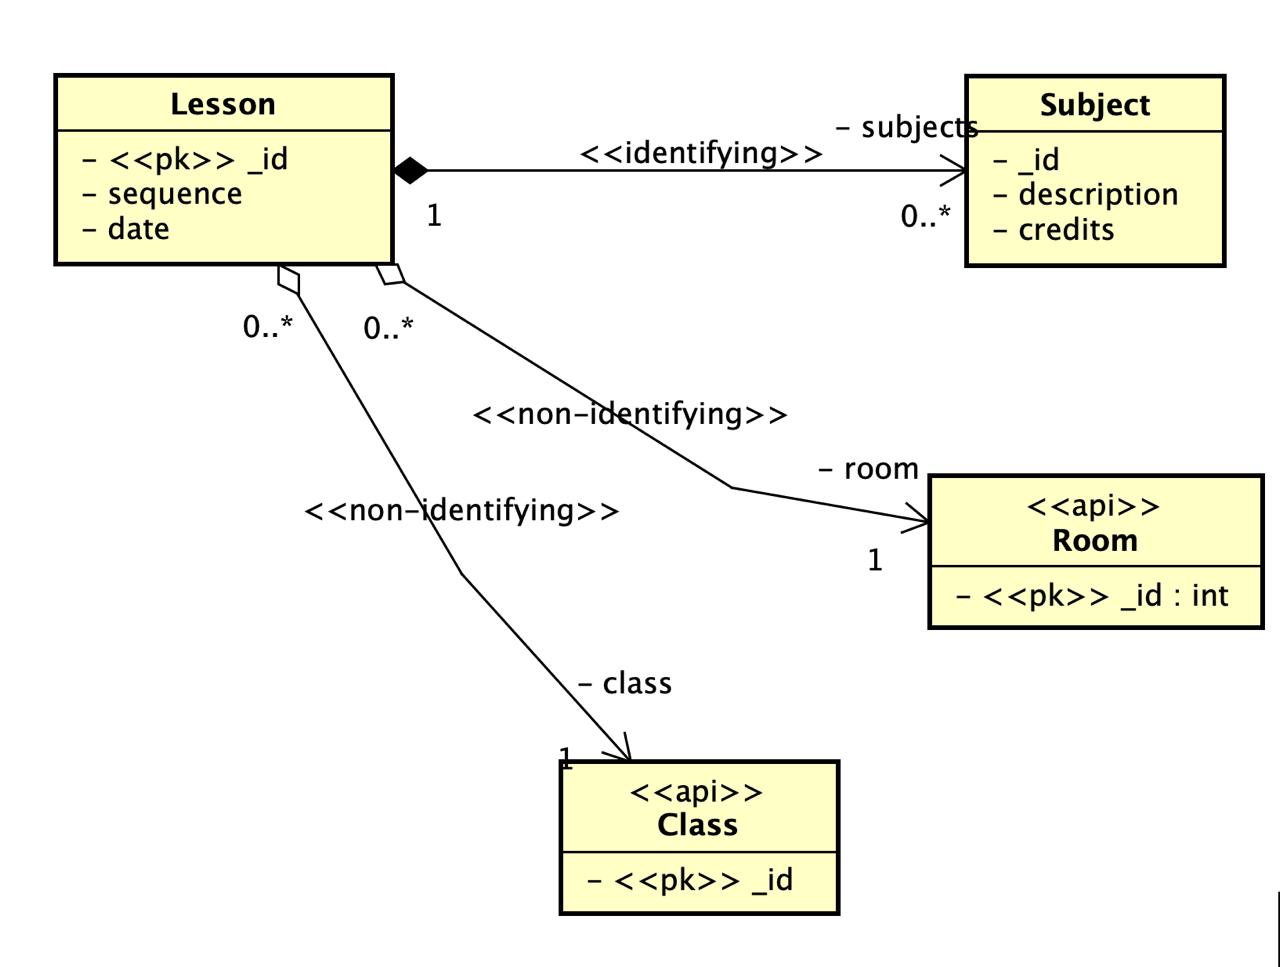 Lesson
- <<pk>> _id
- sequence
- date
- subjects
<<identifying>>
1
0..*
Subject
- _id
- description
- credits
0..*
0..*
<<non-identifying>>
- room
1
<<api>>
Room
- <<pk>> _id : int
<<non-identifying>>
- class
1
<<api>>
Class
- <<pk>> _id